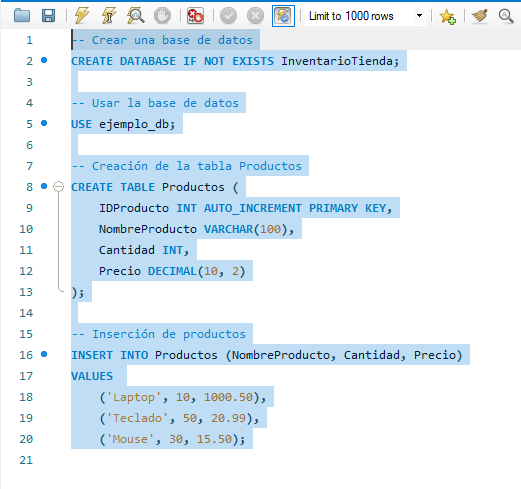 Limit to 1000 rows
1 -- Crear una base de datos
2 CREATE DATABASE IF NOT EXISTS InventarioTienda;
3
4 -- Usar la base de datos
5 USE ejemplo_db;
6
7 -- Creación de la tabla Productos
8 CREATE TABLE Productos (
9 IDProducto INT AUTO_INCREMENT PRIMARY KEY,
10 NombreProducto VARCHAR(100),
11 Cantidad INT,
12 Precio DECIMAL(10, 2)
13 );
14
15 -- Inserción de productos
16 INSERT INTO Productos (NombreProducto, Cantidad, Precio)
17 VALUES
18 ('Laptop', 10, 1000.50),
19 ('Teclado', 50, 20.99),
20 ('Mouse', 30, 15.50);
21